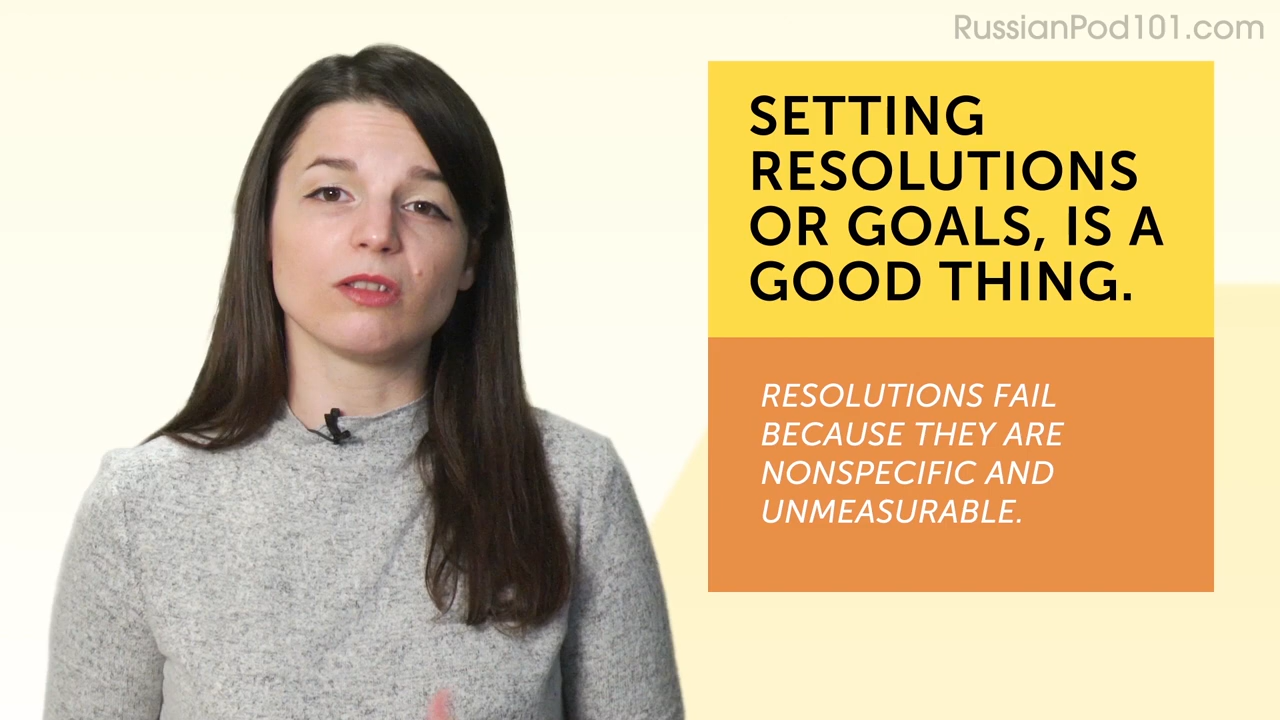 RussianPod101.com
SETTING
RESOLUTIONS
OR GOALS, IS A
GOOD THING.
RESOLUTIONS FAIL
BECAUSE THEY ARE
NONSPECIFIC AND
UNMEASURABLE.